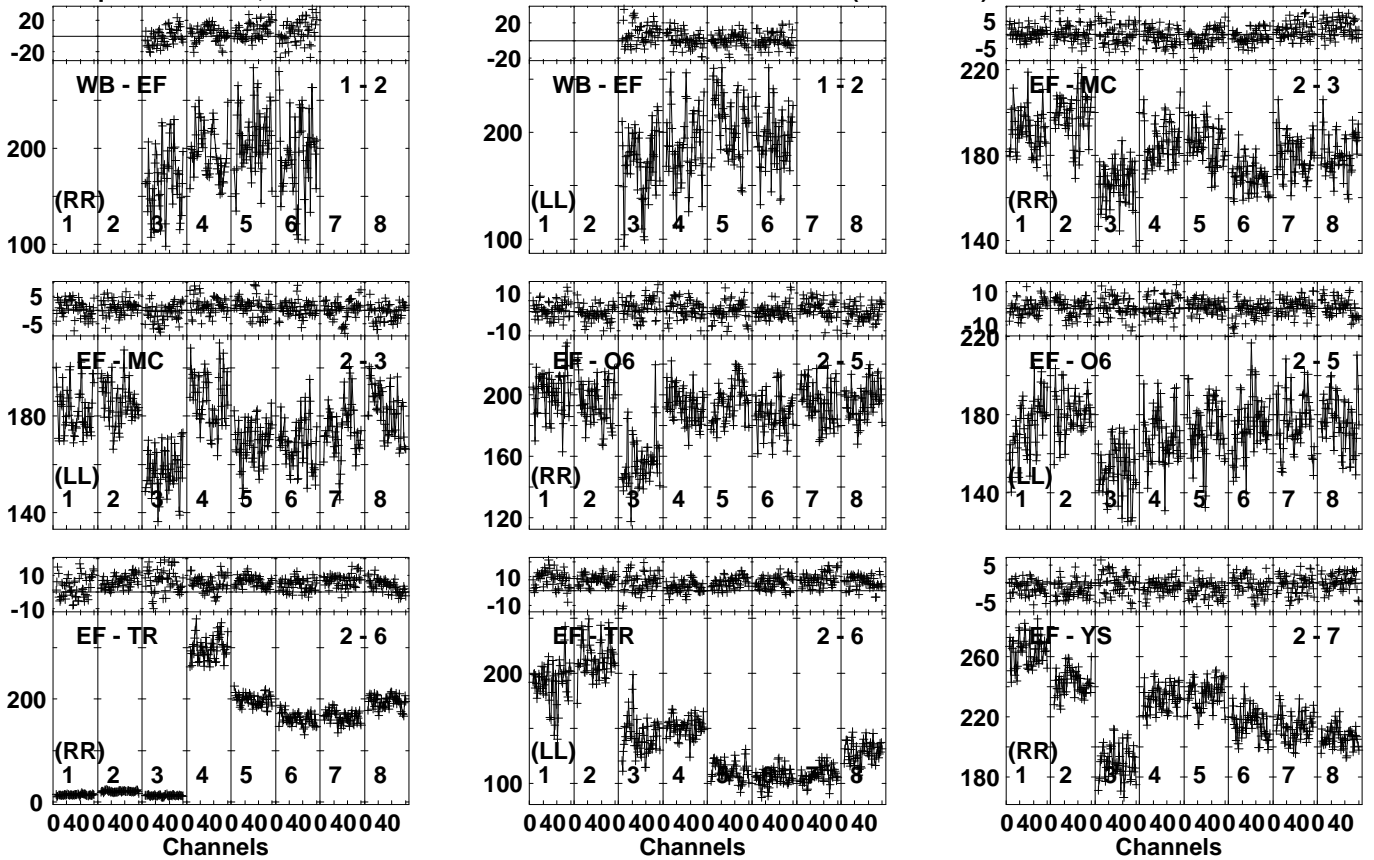 20
-20
WB - EF 1 - 2
200
(RR)
1 2 3 4 5 6 7 8
100
20
-20
WB - EF 1 - 2
200
(LL)
1 2 3 4 5 6 7 8
100
5
-5
220
EF - MC 2 - 3
180
(RR)
1 2 3 4 5 6 7 8
140
5
-5
EF - MC 2 - 3
180
(LL)
1 2 3 4 5 6 7 8
140
10
-10
EF - O6 2 - 5
200
160
(RR)
1 2 3 4 5 6 7 8
120
10
-10
220
EF - O6 2 - 5
180
(LL)
1 2 3 4 5 6 7 8
140
10
-10
EF - TR 2 - 6
200
(RR)
1 2 3 4 5 6 7 8
0
0 40 0 40 0 40 0 40 0 40 0 40 0 40 0 40
Channels
10
-10
EF - TR 2 - 6
200
(LL)
1 2 3 4 5 6 7 8
100
0 40 0 40 0 40 0 40 0 40 0 40 0 40 0 40
Channels
5
-5
EF - YS 2 - 7
260
220
(RR)
1 2 3 4 5 6 7 8
180
0 40 0 40 0 40 0 40 0 40 0 40 0 40 0 40
Channels